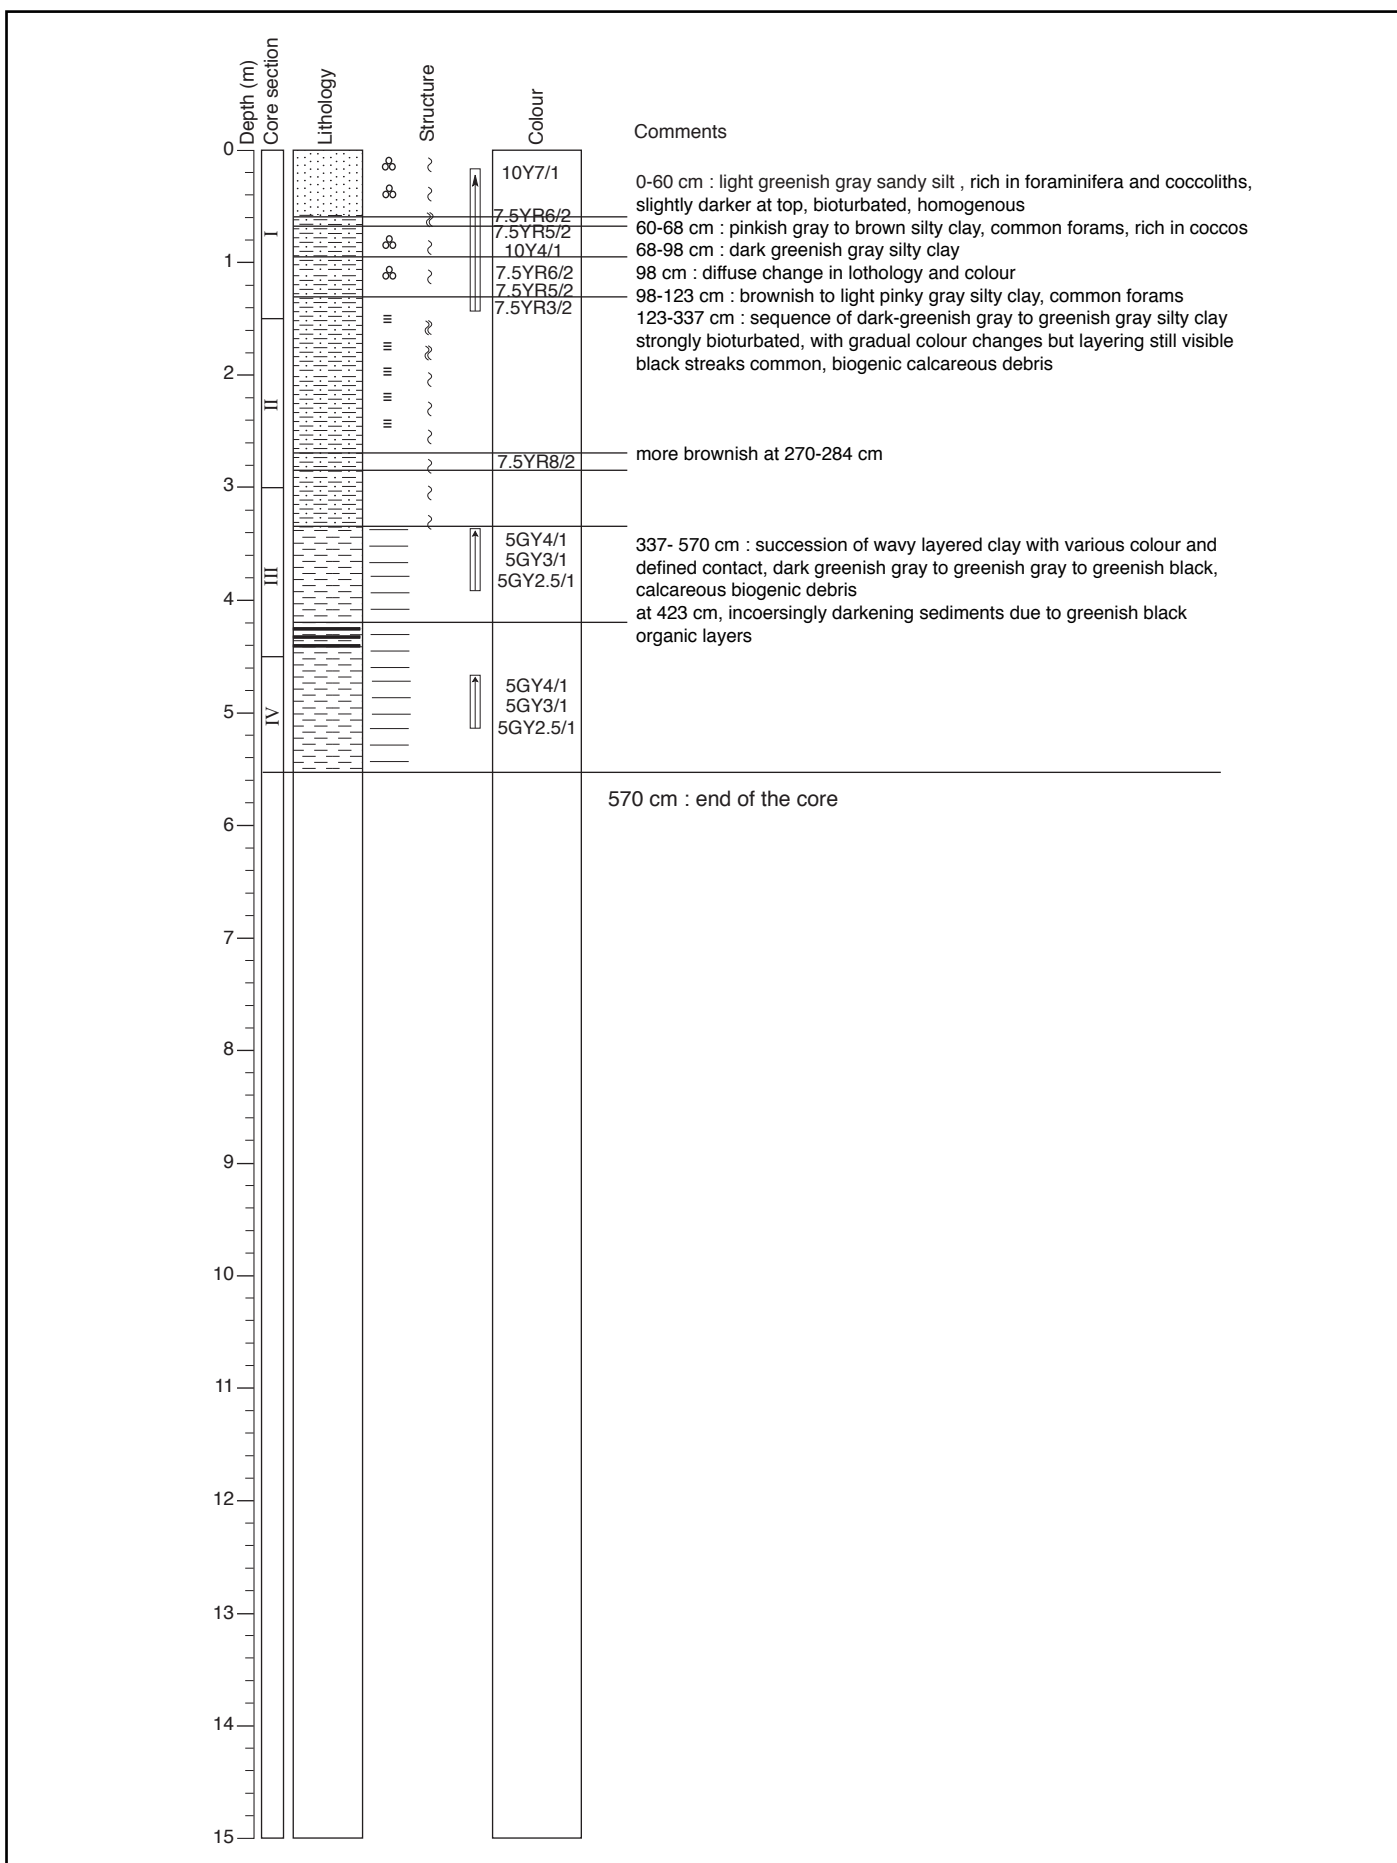 Depth (m)
Core section
Lithology
Structure
Colour
Comments
0
1
2
3
4
5
6
7
8
9
10
11
12
13
14
15
I
II
III
IV
10Y7/1
7.5YR6/2
7.5YR5/2
10Y4/1
7.5YR6/2
7.5YR5/2
7.5YR3/2
7.5YR8/2
5GY4/1
5GY3/1
5GY2.5/1
5GY4/1
5GY3/1
5GY2.5/1
0-60 cm : light greenish gray sandy silt , rich in foraminifera and coccoliths,
slightly darker at top, bioturbated, homogenous
60-68 cm : pinkish gray to brown silty clay, common forams, rich in coccos
68-98 cm : dark greenish gray silty clay
98 cm : diffuse change in lothology and colour
98-123 cm : brownish to light pinky gray silty clay, common forams
123-337 cm : sequence of dark-greenish gray to greenish gray silty clay
strongly bioturbated, with gradual colour changes but layering still visible
black streaks common, biogenic calcareous debris
more brownish at 270-284 cm
337- 570 cm : succession of wavy layered clay with various colour and
defined contact, dark greenish gray to greenish gray to greenish black,
calcareous biogenic debris
at 423 cm, incoersingly darkening sediments due to greenish black
organic layers
570 cm : end of the core